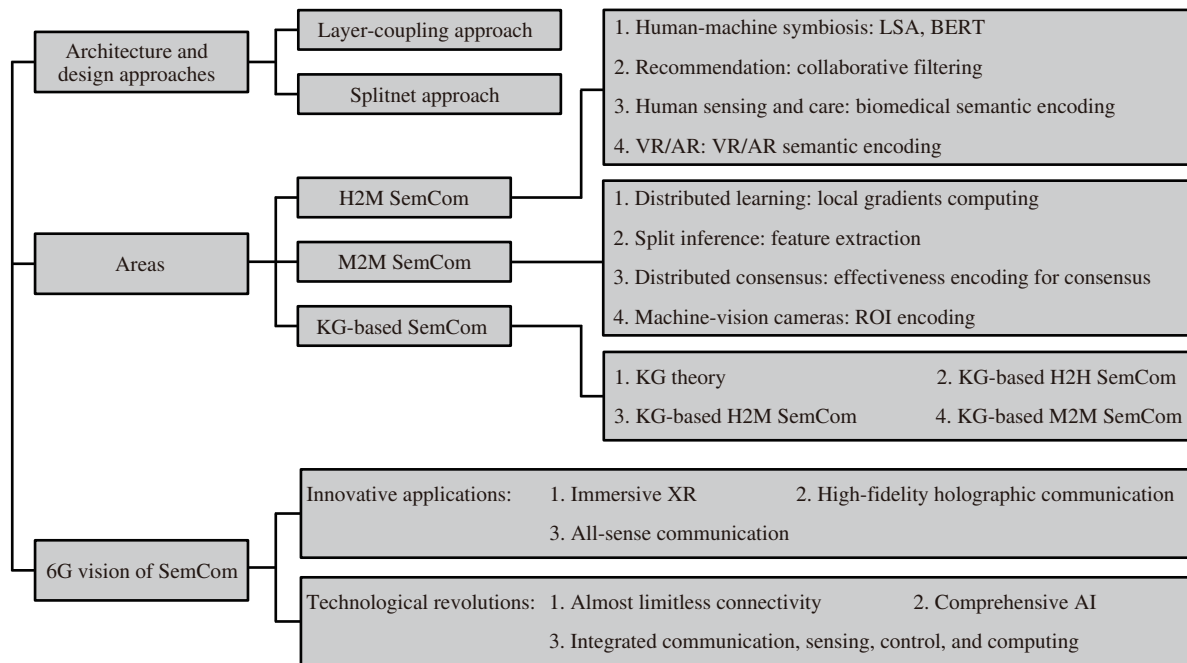 Architecture and
design approaches
Layer-coupling approach
Splitnet approach
Areas
H2M SemCom
M2M SemCom
KG-based SemCom
1. Human-machine symbiosis: LSA, BERT
2. Recommendation: collaborative filtering
3. Human sensing and care: biomedical semantic encoding
4. VR/AR: VR/AR semantic encoding
1. Distributed learning: local gradients computing
2. Split inference: feature extraction
3. Distributed consensus: effectiveness encoding for consensus
4. Machine-vision cameras: ROI encoding
1. KG theory 2. KG-based H2H SemCom
3. KG-based H2M SemCom 4. KG-based M2M SemCom
6G vision of SemCom
Innovative applications: 1. Immersive XR 2. High-fidelity holographic communication
3. All-sense communication
Technological revolutions: 1. Almost limitless connectivity 2. Comprehensive AI
3. Integrated communication, sensing, control, and computing